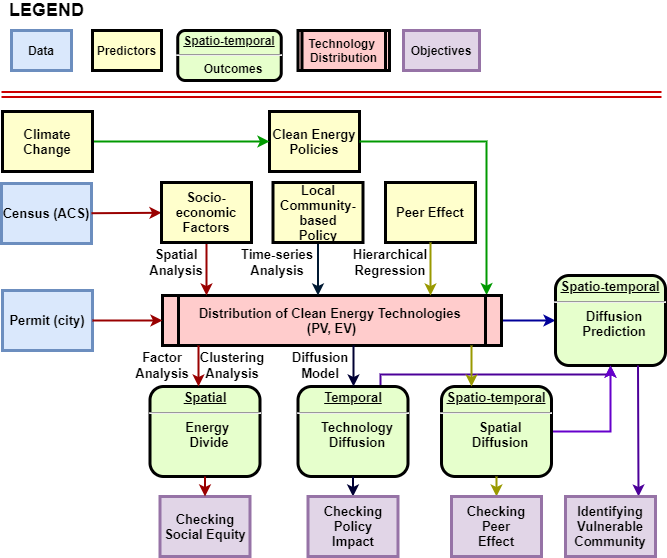 LEGEND
Data
Predictors
Spatio-temporal
Outcomes
Technology
Distribution
Objectives
Climate
Change
Clean Energy
Policies
Census (ACS)
Socio-
economic
Factors
Local
Community-
based
Policy
Peer Effect
Spatial
Analysis
Time-series
Analysis
Hierarchical
Regression
Permit (city)
Distribution of Clean Energy Technologies
(PV, EV)
Spatio-temporal
Diffusion
Prediction
Factor
Analysis
Clustering
Analysis
Diffusion
Model
Spatial
Energy
Divide
Temporal
Technology
Diffusion
Spatio-temporal
Spatial
Diffusion
Checking
Social Equity
Checking
Policy
Impact
Checking
Peer
Effect
Identifying
Vulnerable
Community